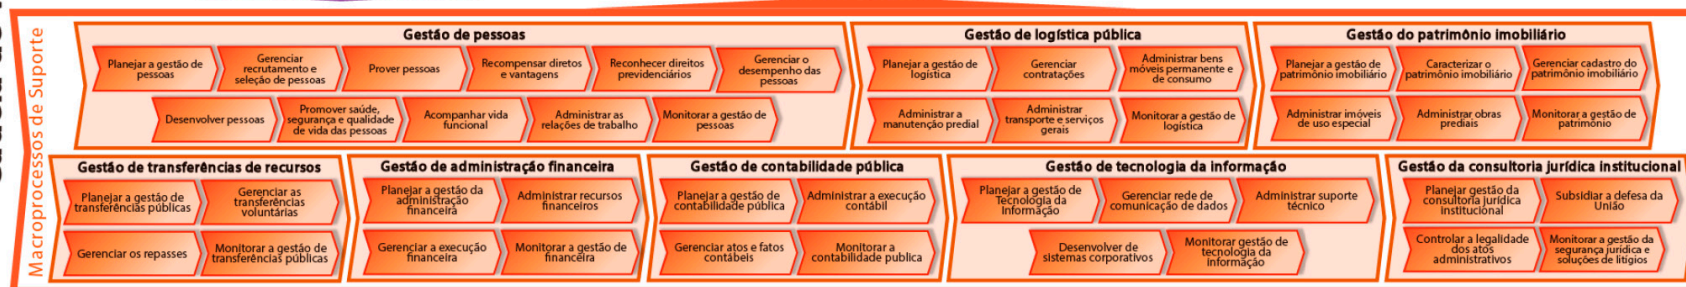 Macroprocessos de Suporte
Gestão de pessoas
Planejar a gestão de
pessoas
Gerenciar
recrutamento e
seleção de pessoas
Prover pessoas
Recompensar diretos
e vantagens
Reconhecer direitos
previdenciários
Gerenciar o
desempenho das
pessoas
Desenvolver pessoas
Promover saúde,
segurança e qualidade
de vida das pessoas
Acompanhar vida
funcional
Administrar as
relações de trabalho
Monitorar a gestão de
pessoas
Gestão de logística pública
Planejar a gestão de
logística
Gerenciar
contratações
Administrar bens
móveis permanente e
de consumo
Administrar a
manutenção predial
Administrar
transporte e serviços
gerais
Monitorar a gestão de
logística
Gestão do patrimônio imobiliário
Planejar a gestão de
patrimônio imobiliário
Caracterizar o
patrimônio imobiliário
Gerenciar cadastro do
patrimônio imobiliário
Administrar imóveis
de uso especial
Administrar obras
prediais
Monitorar a gestão de
patrimônio
Gestão de transferências de recursos
Planejar a gestão de
transferências públicas
Gerenciar as
transferências
voluntárias
Gerenciar os repasses
Monitorar a gestão de
transferências públicas
Gestão de administração financeira
Planejar a gestão da
administração
financeira
Administrar recursos
financeiros
Gerenciar a execução
financeira
Monitorar a gestão de
financeira
Gestão de contabilidade pública
Planejar a gestão de
contabilidade pública
Administrar a execução
contábil
Gerenciar atos e fatos
contábeis
Monitorar a
contabilidade publica
Gestão de tecnologia da informação
Planejar a gestão de
Tecnologia da
Informação
Gerenciar rede de
comunicação de dados
Administrar suporte
técnico
Desenvolver de
sistemas corporativos
Monitorar gestão de
tecnologia da
informação
Gestão da consultoria jurídica institucional
Planejar gestão da
consultoria jurídica
institucional
Subsidiar a defesa da
União
Controlar a legalidade
dos atos
administrativos
Monitorar a gestão da
segurança jurídica e
soluções de litígios